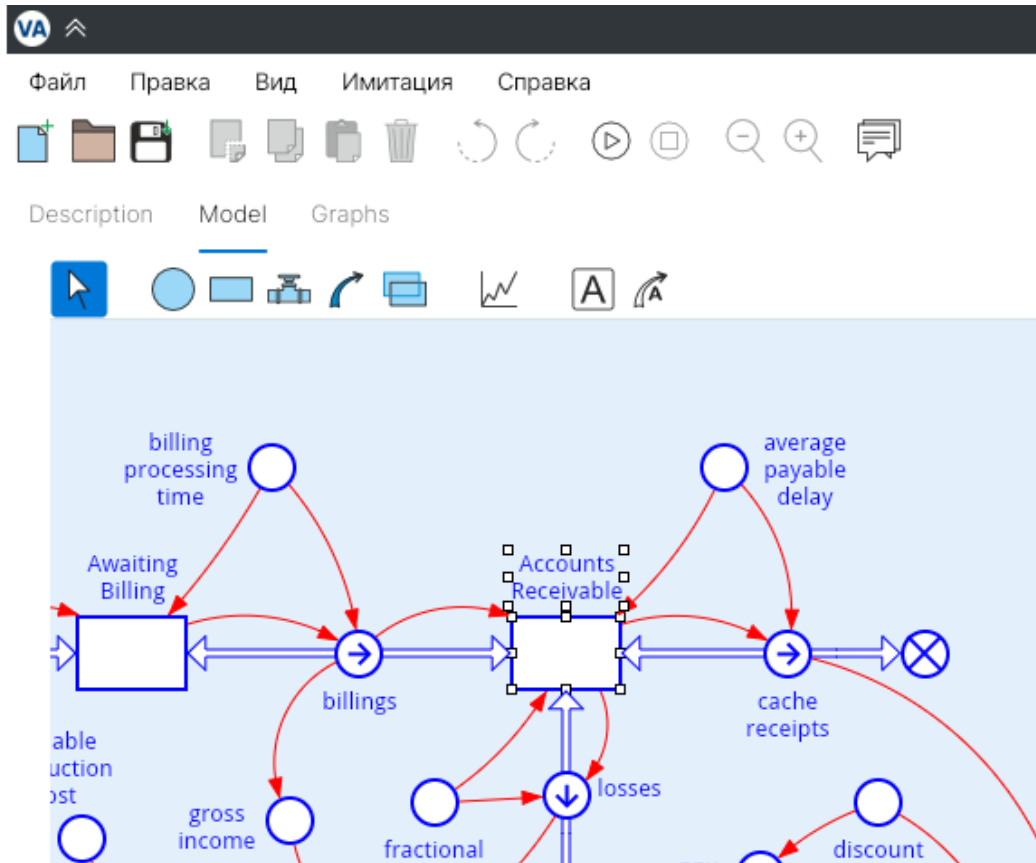 VA
Файл Правка Вид Имитация Справка
A A
Description Model Graphs
billing
processing
time
average
payable
delay
Awaiting
Billing
Accounts
Receivable
billings
cache
receipts
able
uction
ost
losses
gross
income
fractional
discount